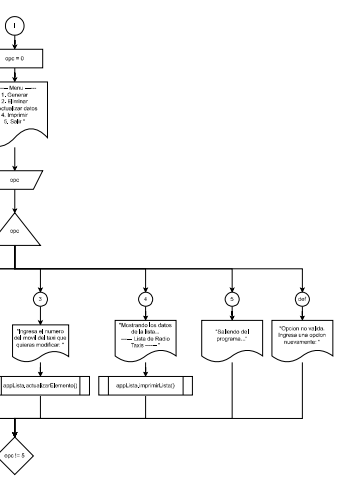 I
opc = 0
--- Menu ---
1. Generar
2. Eliminar
actualizar datos
4. Imprimir
5. Salir "
opc
opc
3
4
5
def
"Ingresa el numero
del movil del taxi que
quieras modificar: "
"Mostrando los datos
de la lista...
--- Lista de Radio
Taxis ---"
"Saliendo del
programa..."
"Opcion no valida.
Ingresa una opcion
nuevamente: "
appLista.actualizarElemento()
appLista.imprimirLista()
opc != 5